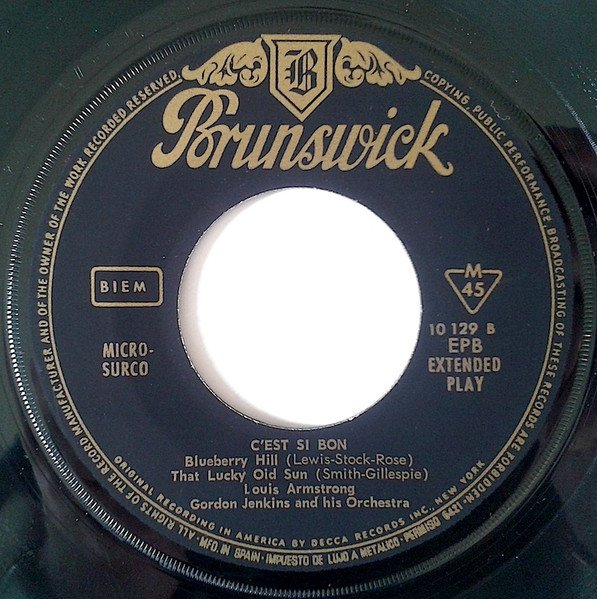 B
Brunswick
ALL RIGHTS OF THE RECORD MANUFACTURER AND OF THE OWNER OF THE WORK RECORDED RESERVED.
COPYING, PUBLIC PERFORMANCE, BROADCASTING OF THESE RECORDS ARE FORBIDDEN.
BIEM
MICRO-
SURCO
M
45
10 129 B
EPB
EXTENDED
PLAY
C'EST SI BON
Blueberry Hill (Lewis-Stock-Rose)
That Lucky Old Sun (Smith-Gillespie)
Louis Armstrong
Gordon Jenkins and his Orchestra
ORIGINAL RECORDING IN AMERICA BY DECCA RECORDS INC., NEW YORK
MFD. IN SPAIN - IMPUESTO DE LUJO A METALICO - PERMISO 6421